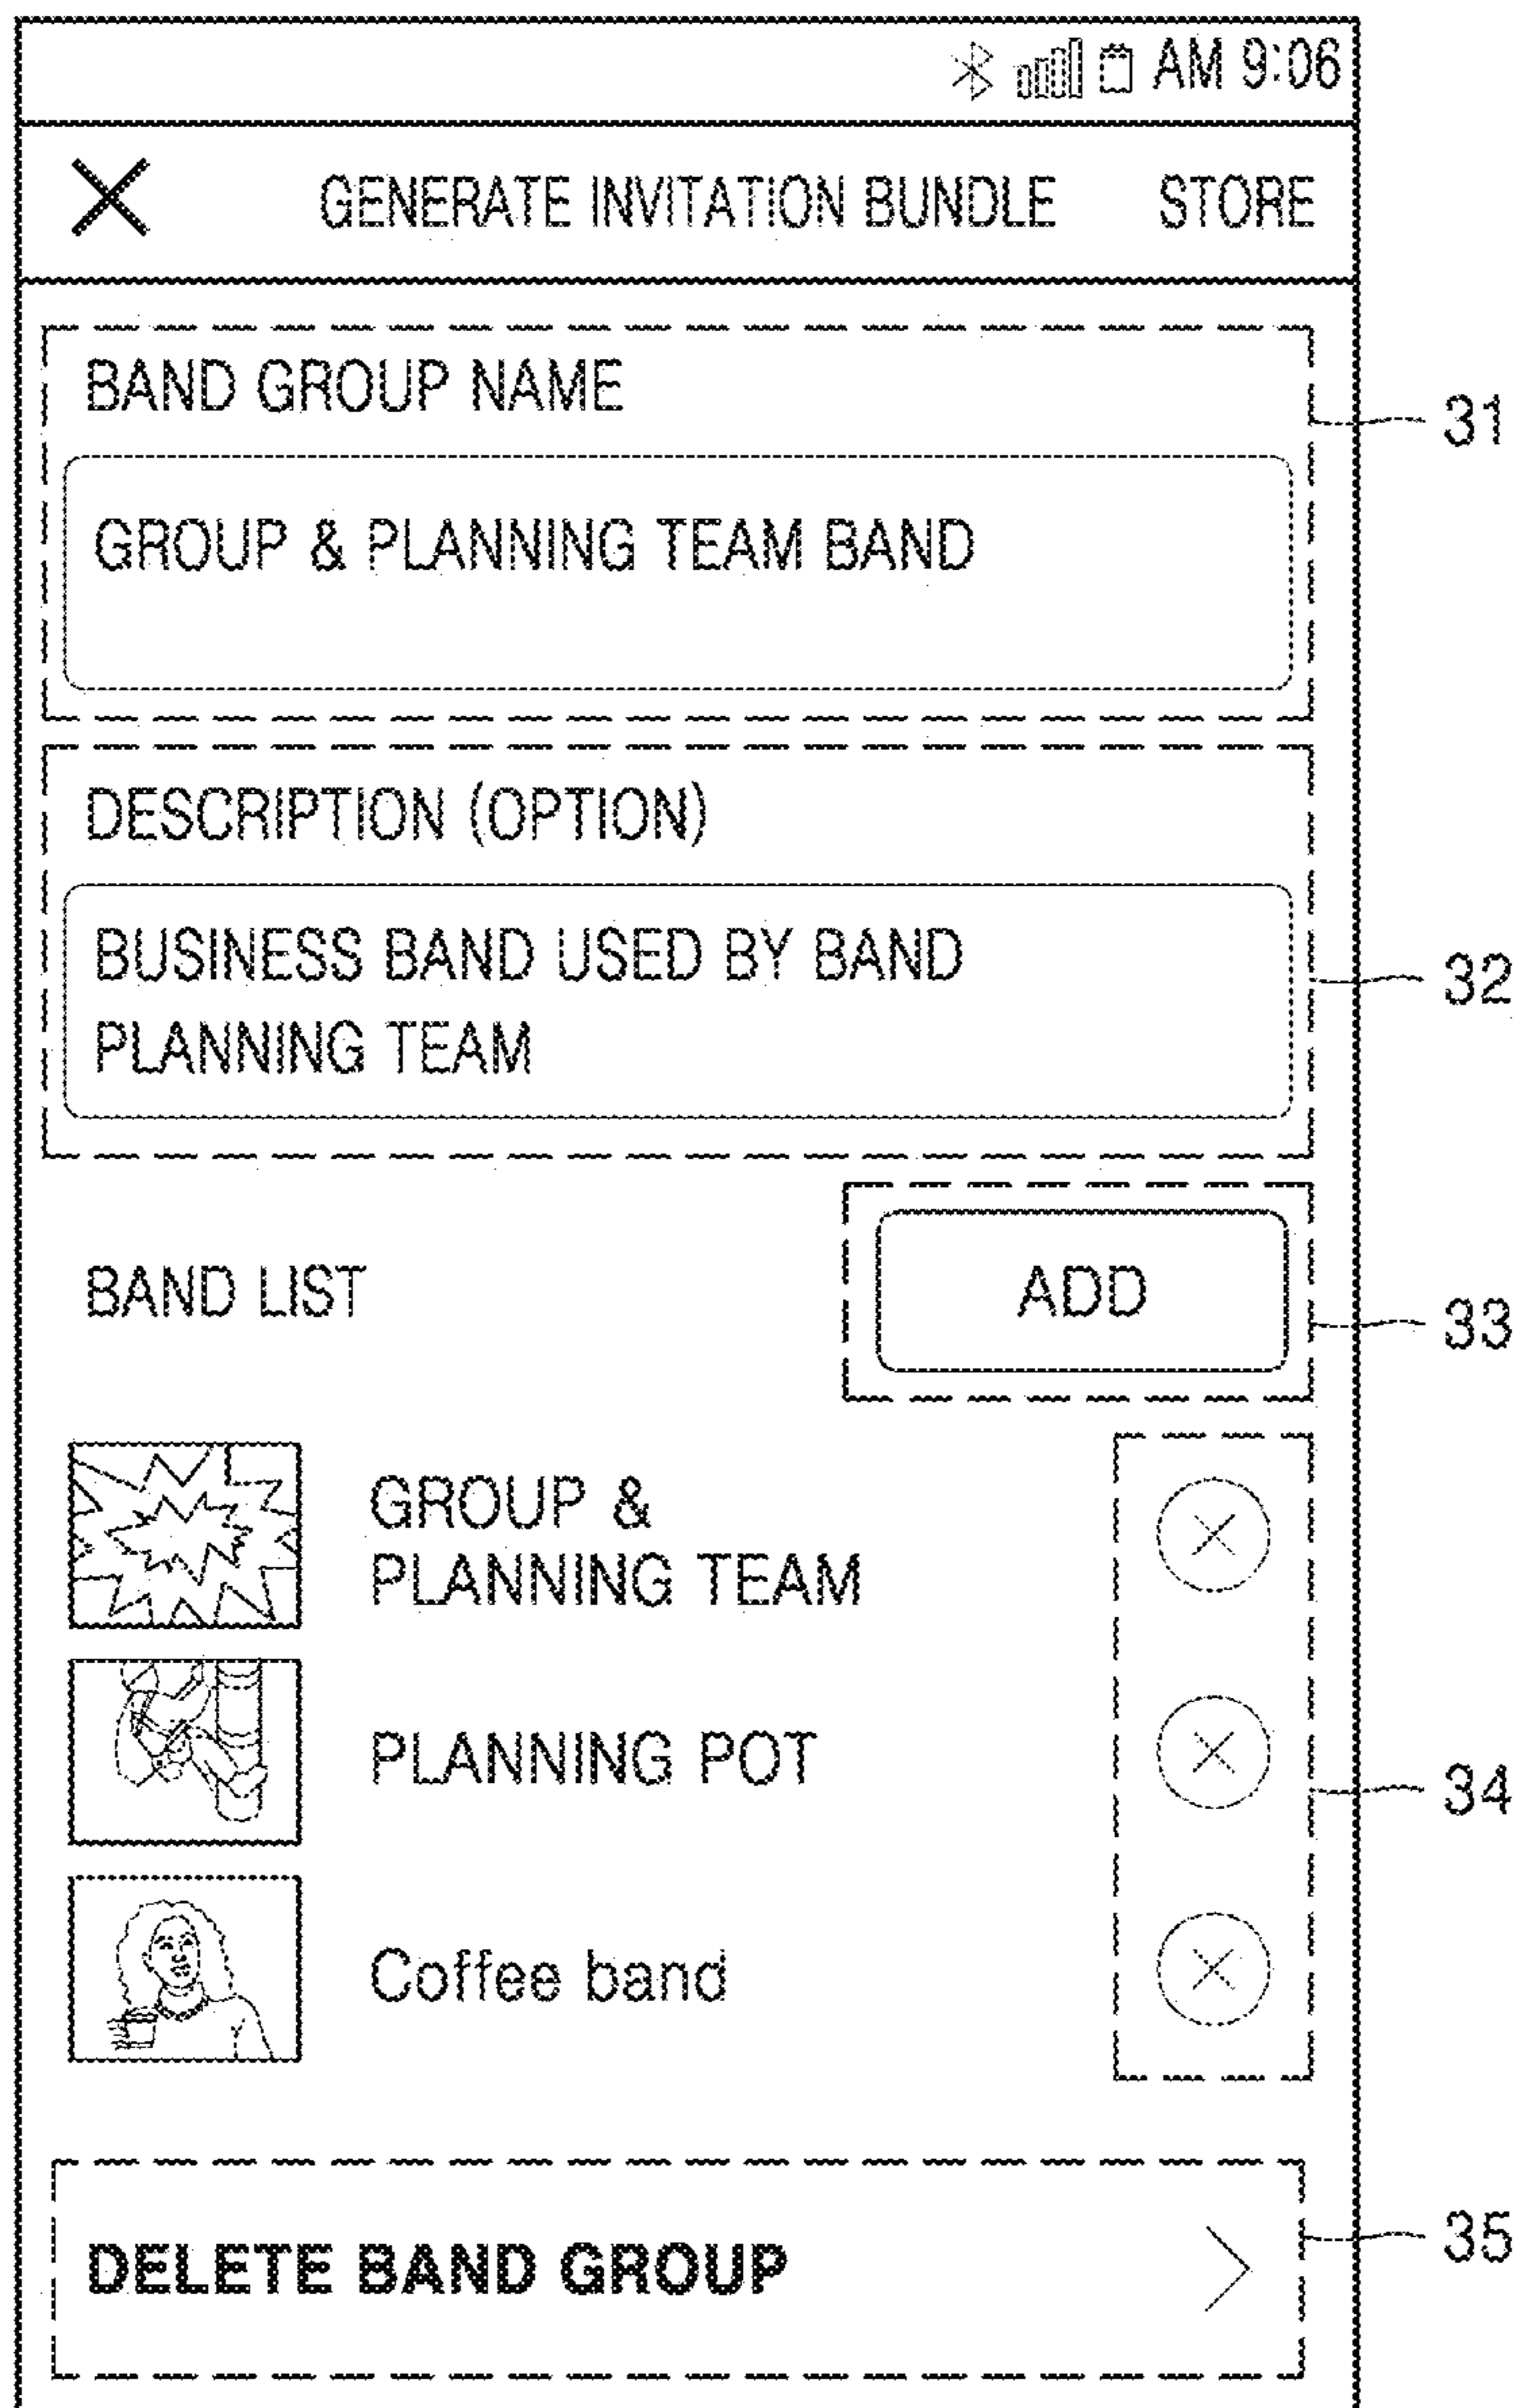 AM 9:06
GENERATE INVITATION BUNDLE STORE
BAND GROUP NAME
31
GROUP & PLANNING TEAM BAND
DESCRIPTION (OPTION)
BUSINESS BAND USED BY BAND
32
PLANNING TEAM
BAND LIST
ADD
33
GROUP &
PLANNING TEAM
PLANNING POT
34
Coffee band
DELETE BAND GROUP
35